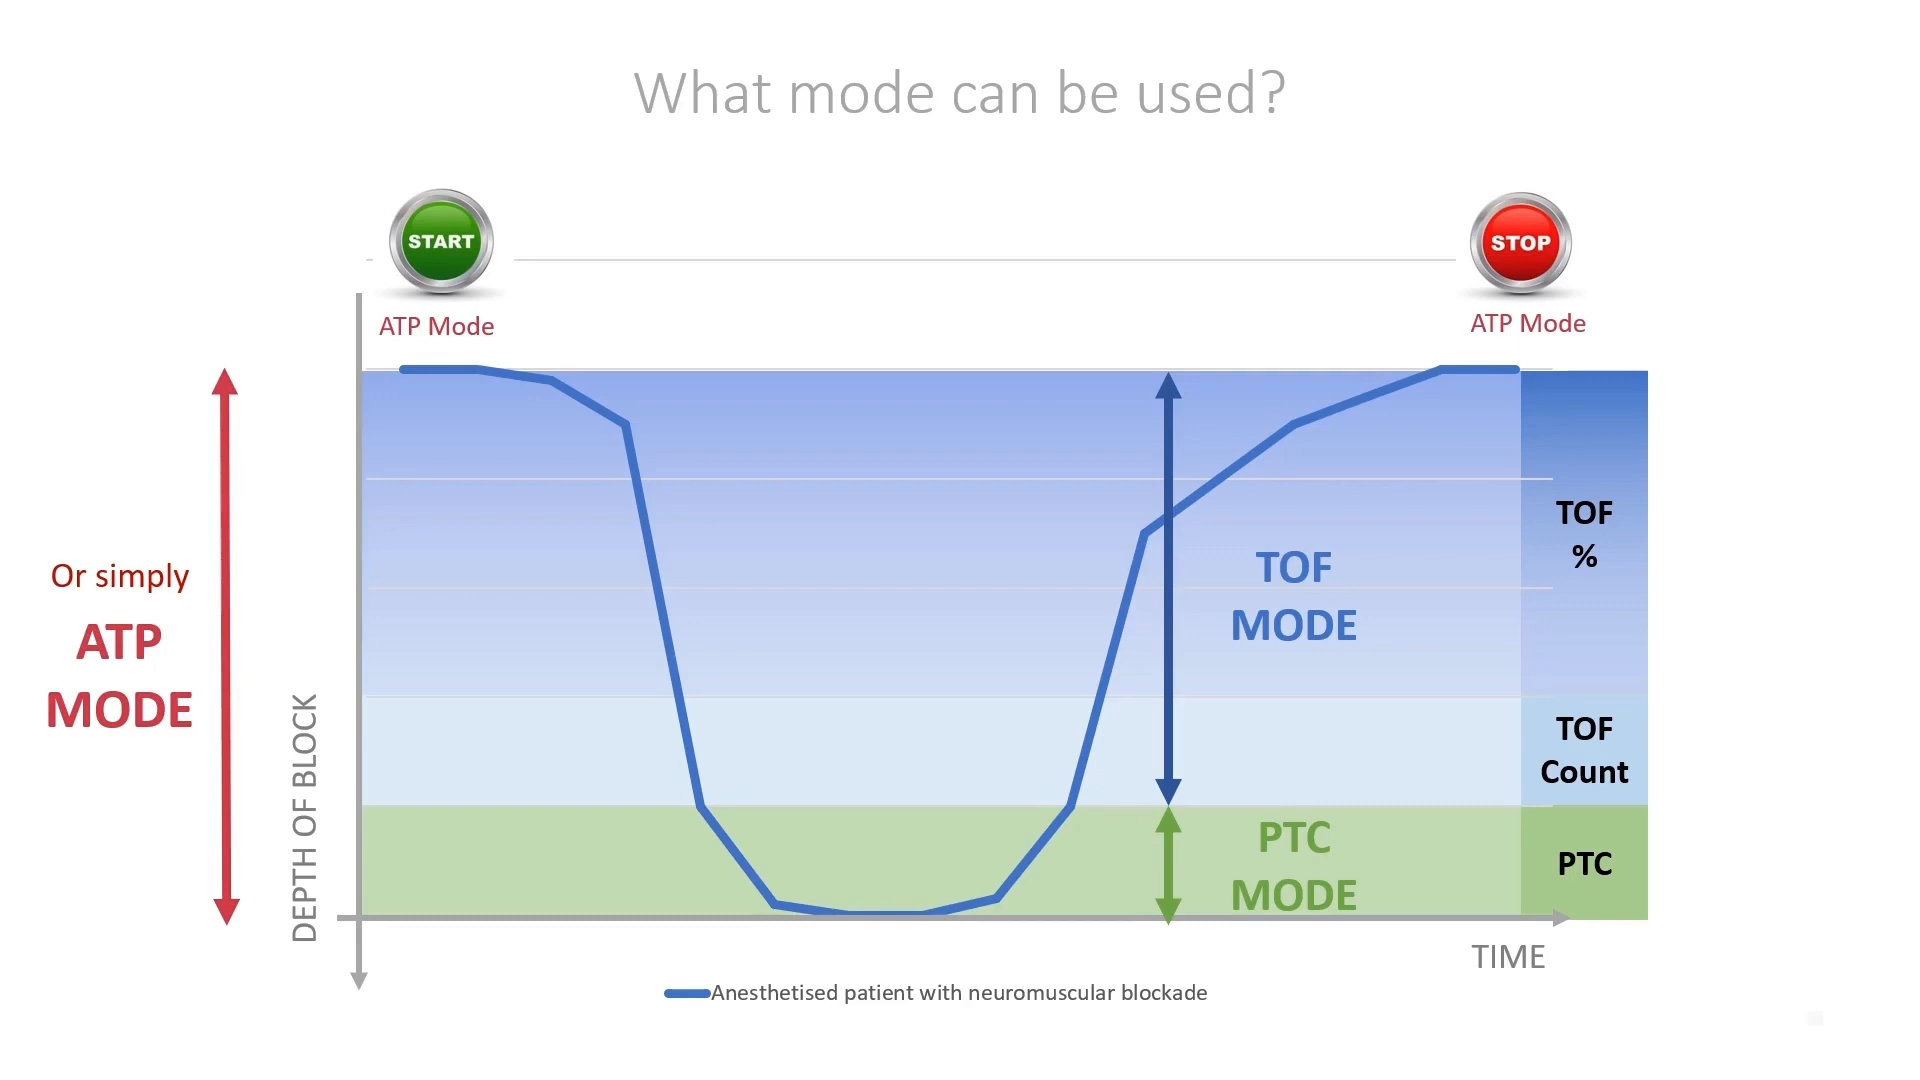 What mode can be used?
START
STOP
ATP Mode
ATP Mode
TOF
%
Or simply
ATP
MODE
TOF
MODE
DEPTH OF BLOCK
TOF
Count
PTC
MODE
PTC
TIME
Anesthetised patient with neuromuscular blockade